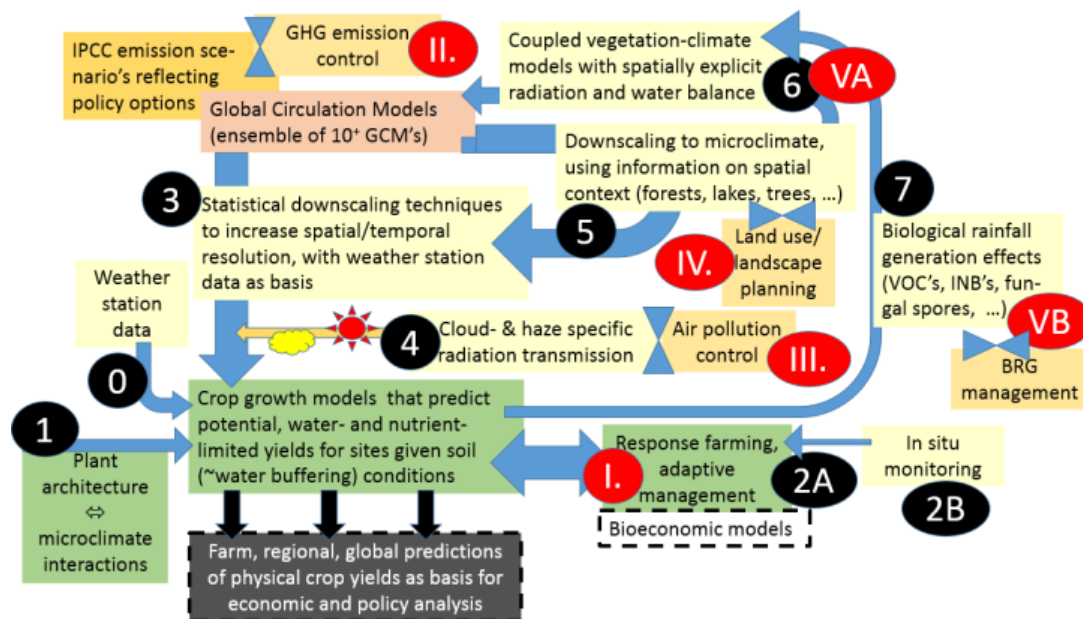 IPCC emission sce-
nario's reflecting
policy options
GHG emission
control
II.
Coupled vegetation-climate
models with spatially explicit
radiation and water balance
6
VA
Global Circulation Models
(ensemble of 10⁺ GCM's)
Downscaling to microclimate,
using information on spatial
context (forests, lakes, trees, ...)
3
Statistical downscaling techniques
to increase spatial/temporal
resolution, with weather station
data as basis
5
IV.
Land use/
landscape
planning
7
Biological rainfall
generation effects
(VOC's, INB's, fun-
gal spores, ...)
VB
BRG
management
Weather
station
data
0
4
Cloud- & haze specific
radiation transmission
Air pollution
control
III.
1
Plant
architecture
⇔
microclimate
interactions
Crop growth models that predict
potential, water- and nutrient-
limited yields for sites given soil
(~water buffering) conditions
I.
Response farming,
adaptive
management
2A
In situ
monitoring
2B
Bioeconomic models
Farm, regional, global predictions
of physical crop yields as basis for
economic and policy analysis